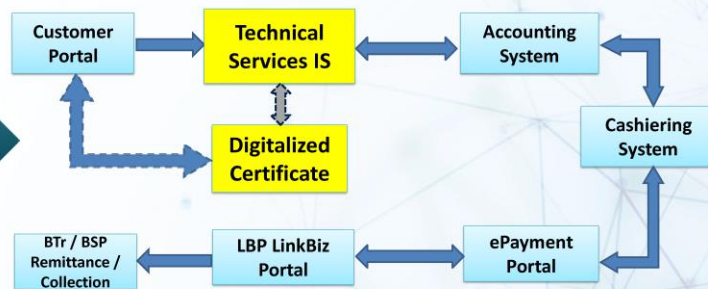 Customer
Portal
Technical
Services IS
Accounting
System
Digitalized
Certificate
Cashiering
System
BTr / BSP
Remittance /
Collection
LBP LinkBiz
Portal
ePayment
Portal